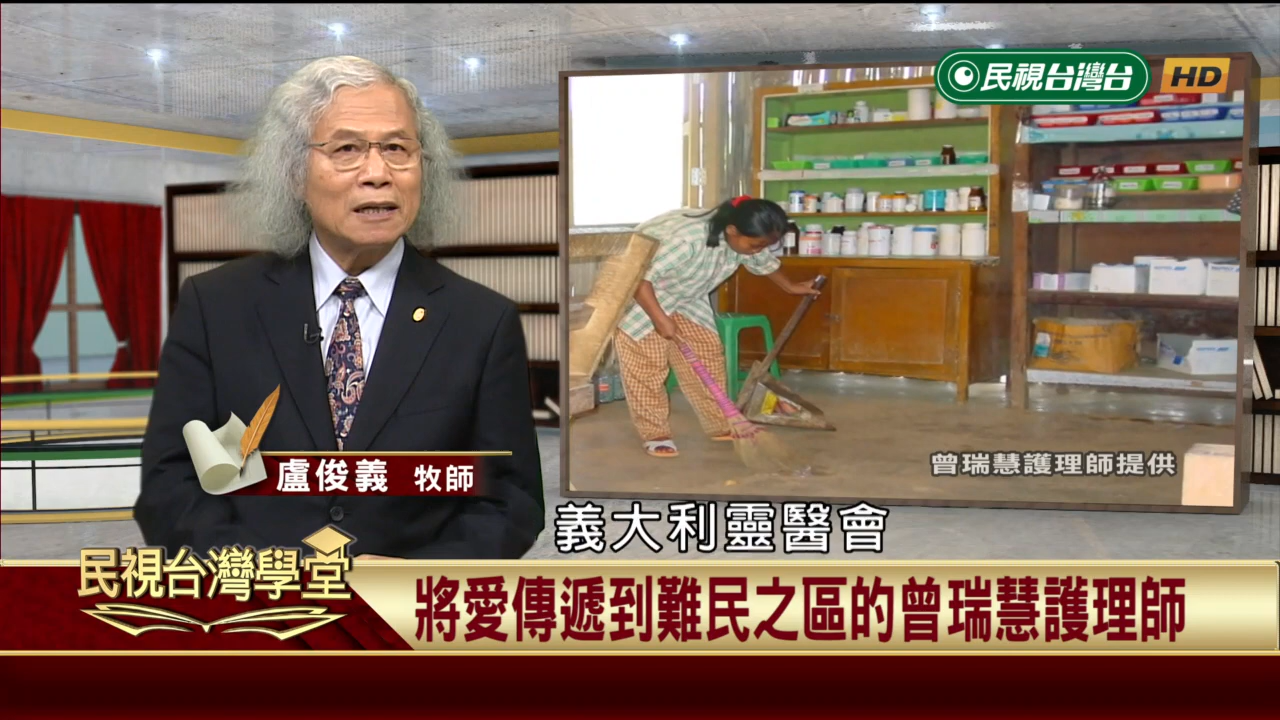 民視台灣台 HD
曾瑞慧護理師提供
盧俊義 牧師
義大利靈醫會
民視台灣學堂
將愛傳遞到難民之區的曾瑞慧護理師